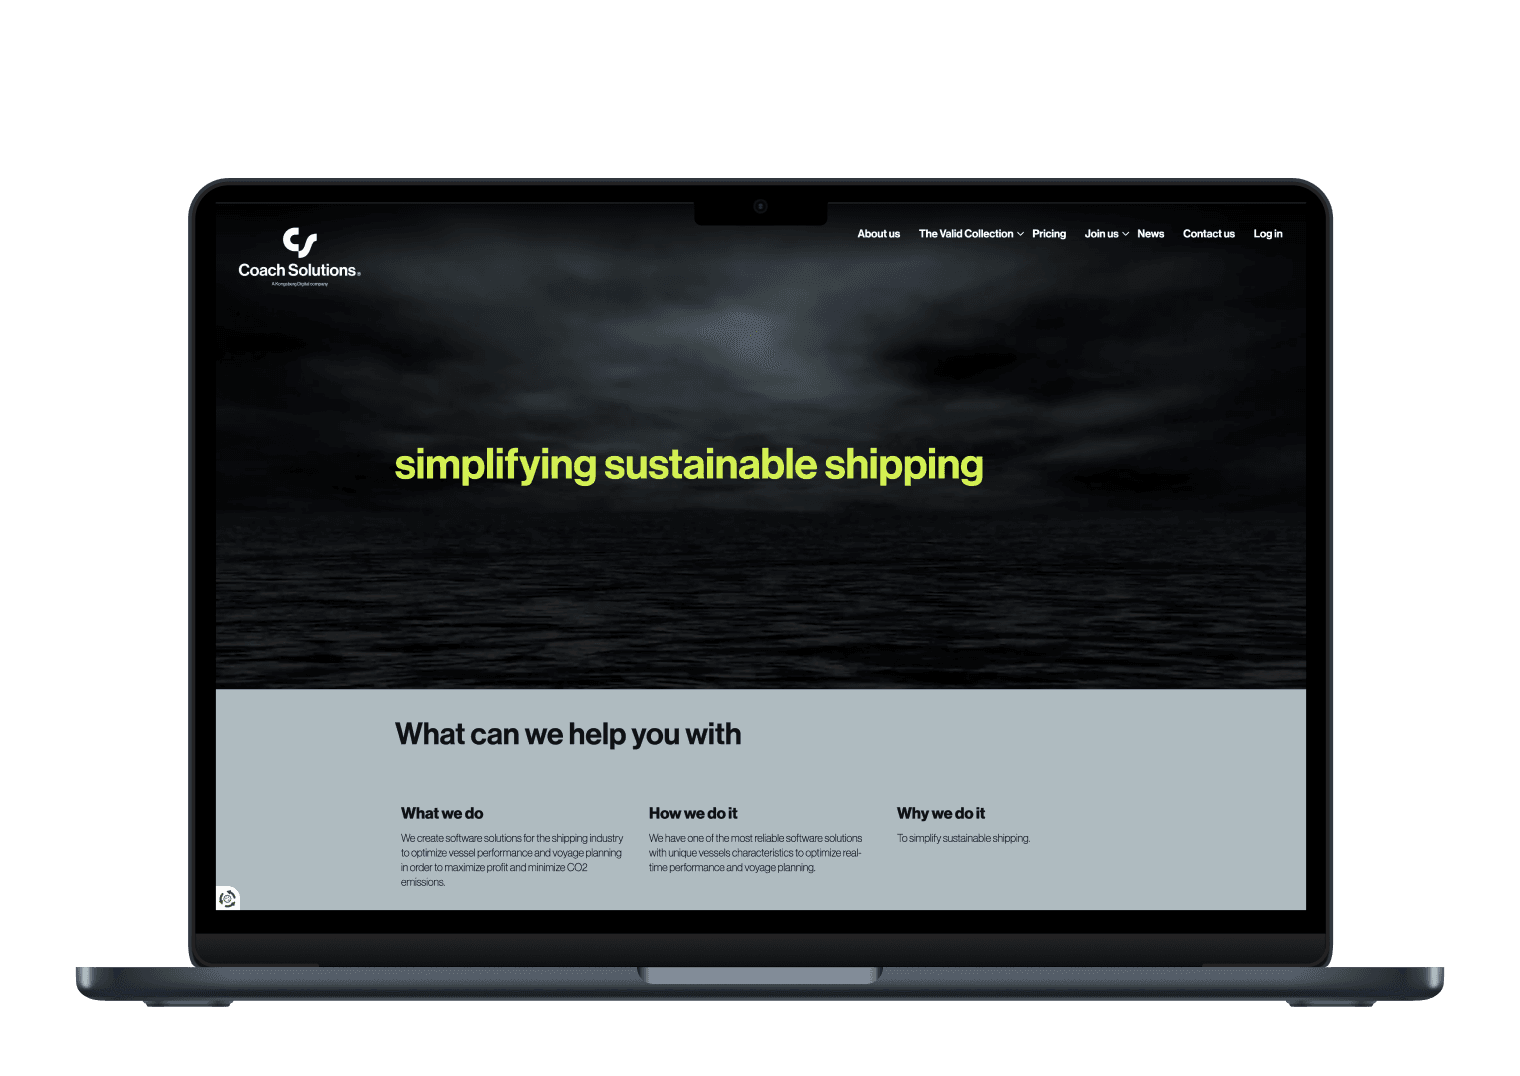 About us The Valid Collection Pricing Join us News Contact us Log in
Coach Solutions®
A Kongsberg Digital company
simplifying sustainable shipping
What can we help you with
What we do
We create software solutions for the shipping industry
to optimize vessel performance and voyage planning
in order to maximize profit and minimize CO2
emissions.
How we do it
We have one of the most reliable software solutions
with unique vessels characteristics to optimize real-
time performance and voyage planning.
Why we do it
To simplify sustainable shipping.